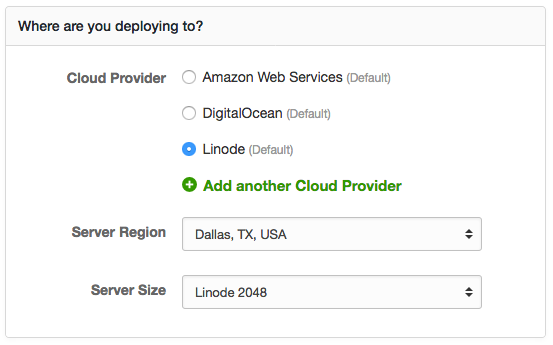 Where are you deploying to?
Cloud Provider
Amazon Web Services (Default)
DigitalOcean (Default)
Linode (Default)
Add another Cloud Provider
Server Region
Dallas, TX, USA
Server Size
Linode 2048